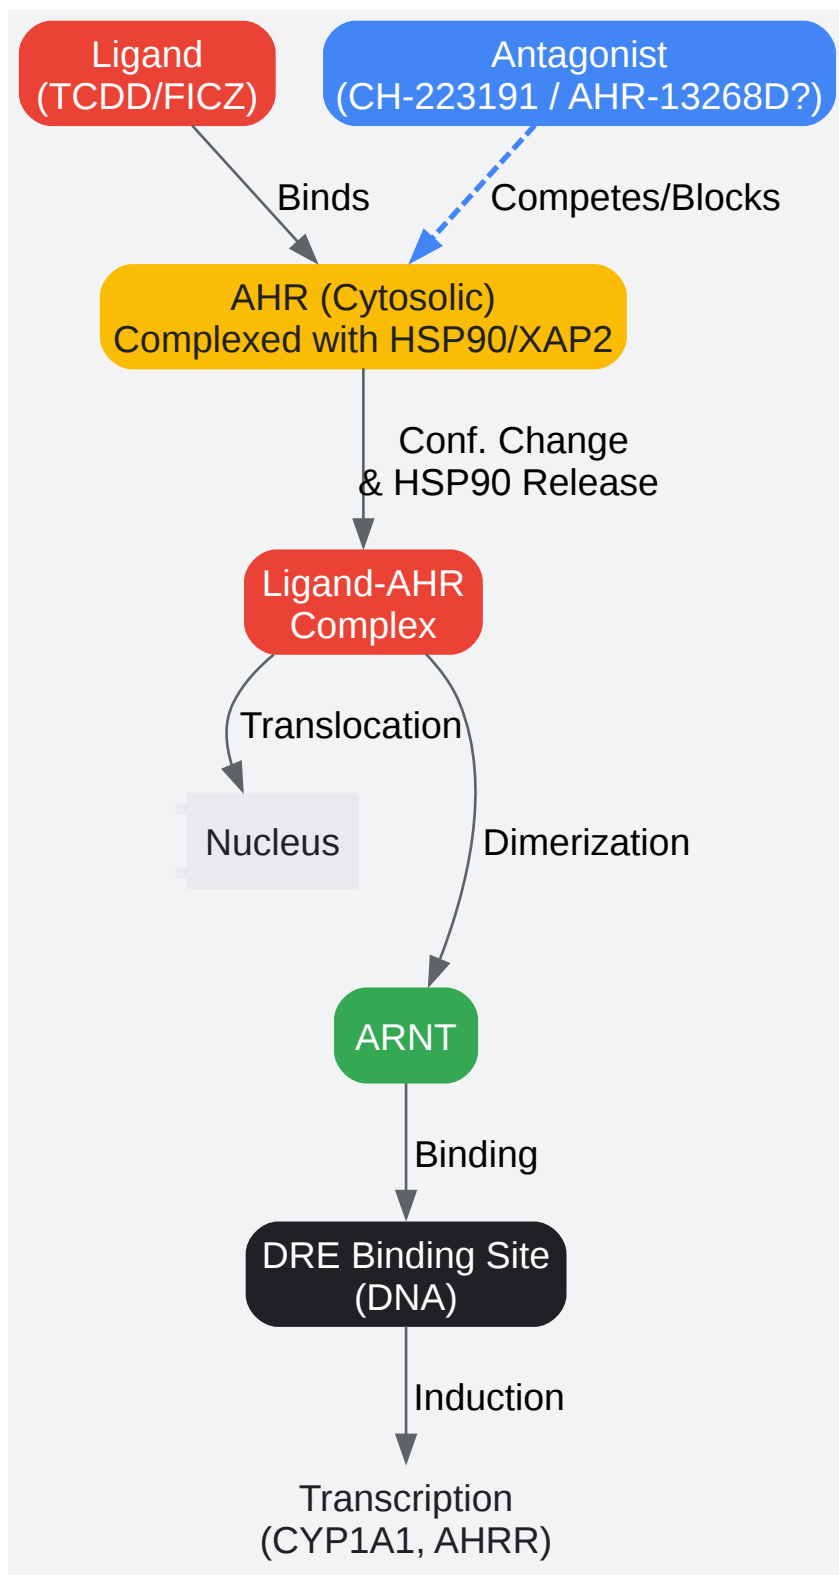 Ligand
(TCDD/FICZ)
Antagonist
(CH-223191 / AHR-13268D?)
Binds
Competes/Blocks
AHR (Cytosolic)
Complexed with HSP90/XAP2
Conf. Change
& HSP90 Release
Ligand-AHR
Complex
Translocation
Nucleus
Dimerization
ARNT
Binding
DRE Binding Site
(DNA)
Induction
Transcription
(CYP1A1, AHRR)